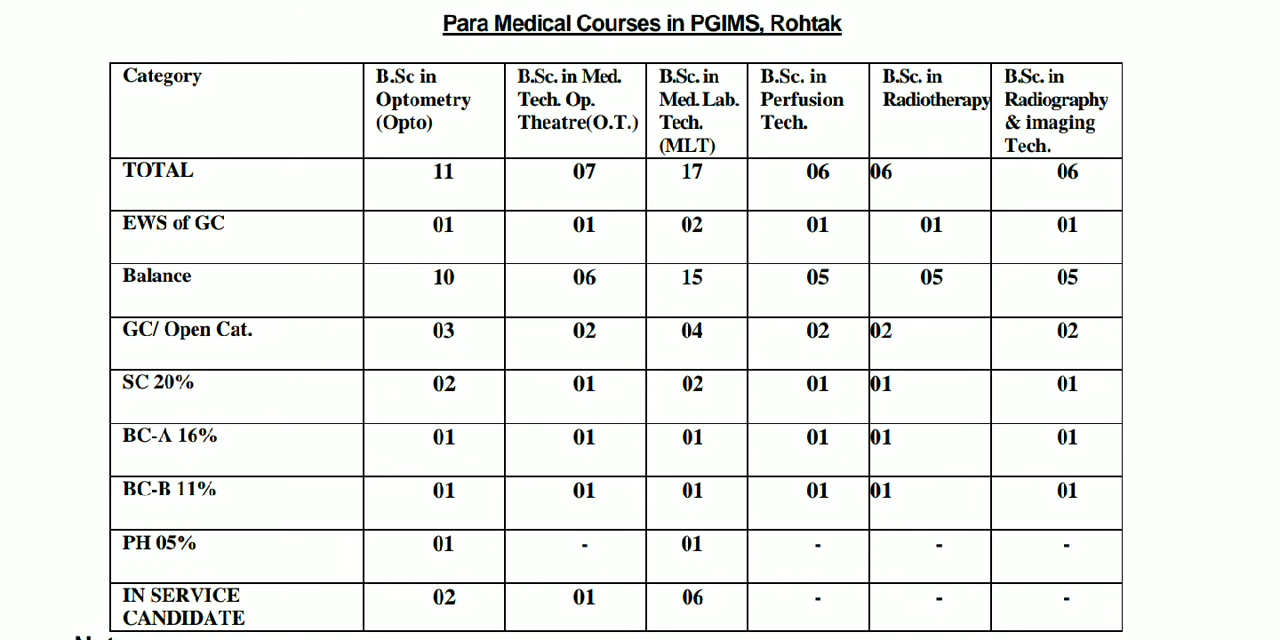 Para Medical Courses in PGIMS, Rohtak
Category B.Sc in Optometry (Opto) B.Sc. in Med. Tech. Op. Theatre(O.T.) B.Sc. in Med. Lab. Tech. (MLT) B.Sc. in Perfusion Tech. B.Sc. in Radiotherapy B.Sc. in Radiography & imaging Tech.
TOTAL 11 07 17 06 06 06
EWS of GC 01 01 02 01 01 01
Balance 10 06 15 05 05 05
GC/ Open Cat. 03 02 04 02 02 02
SC 20% 02 01 02 01 01 01
BC-A 16% 01 01 01 01 01 01
BC-B 11% 01 01 01 01 01 01
PH 05% 01 - 01 - - -
IN SERVICE CANDIDATE 02 01 06 - - -